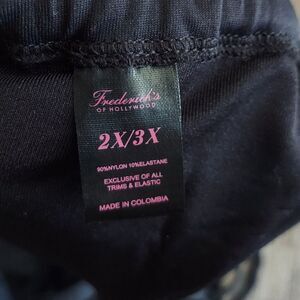 Frederick's
OF HOLLYWOOD
2X/3X
90%NYLON 10%ELASTANE
EXCLUSIVE OF ALL
TRIMS & ELASTIC
MADE IN COLOMBIA